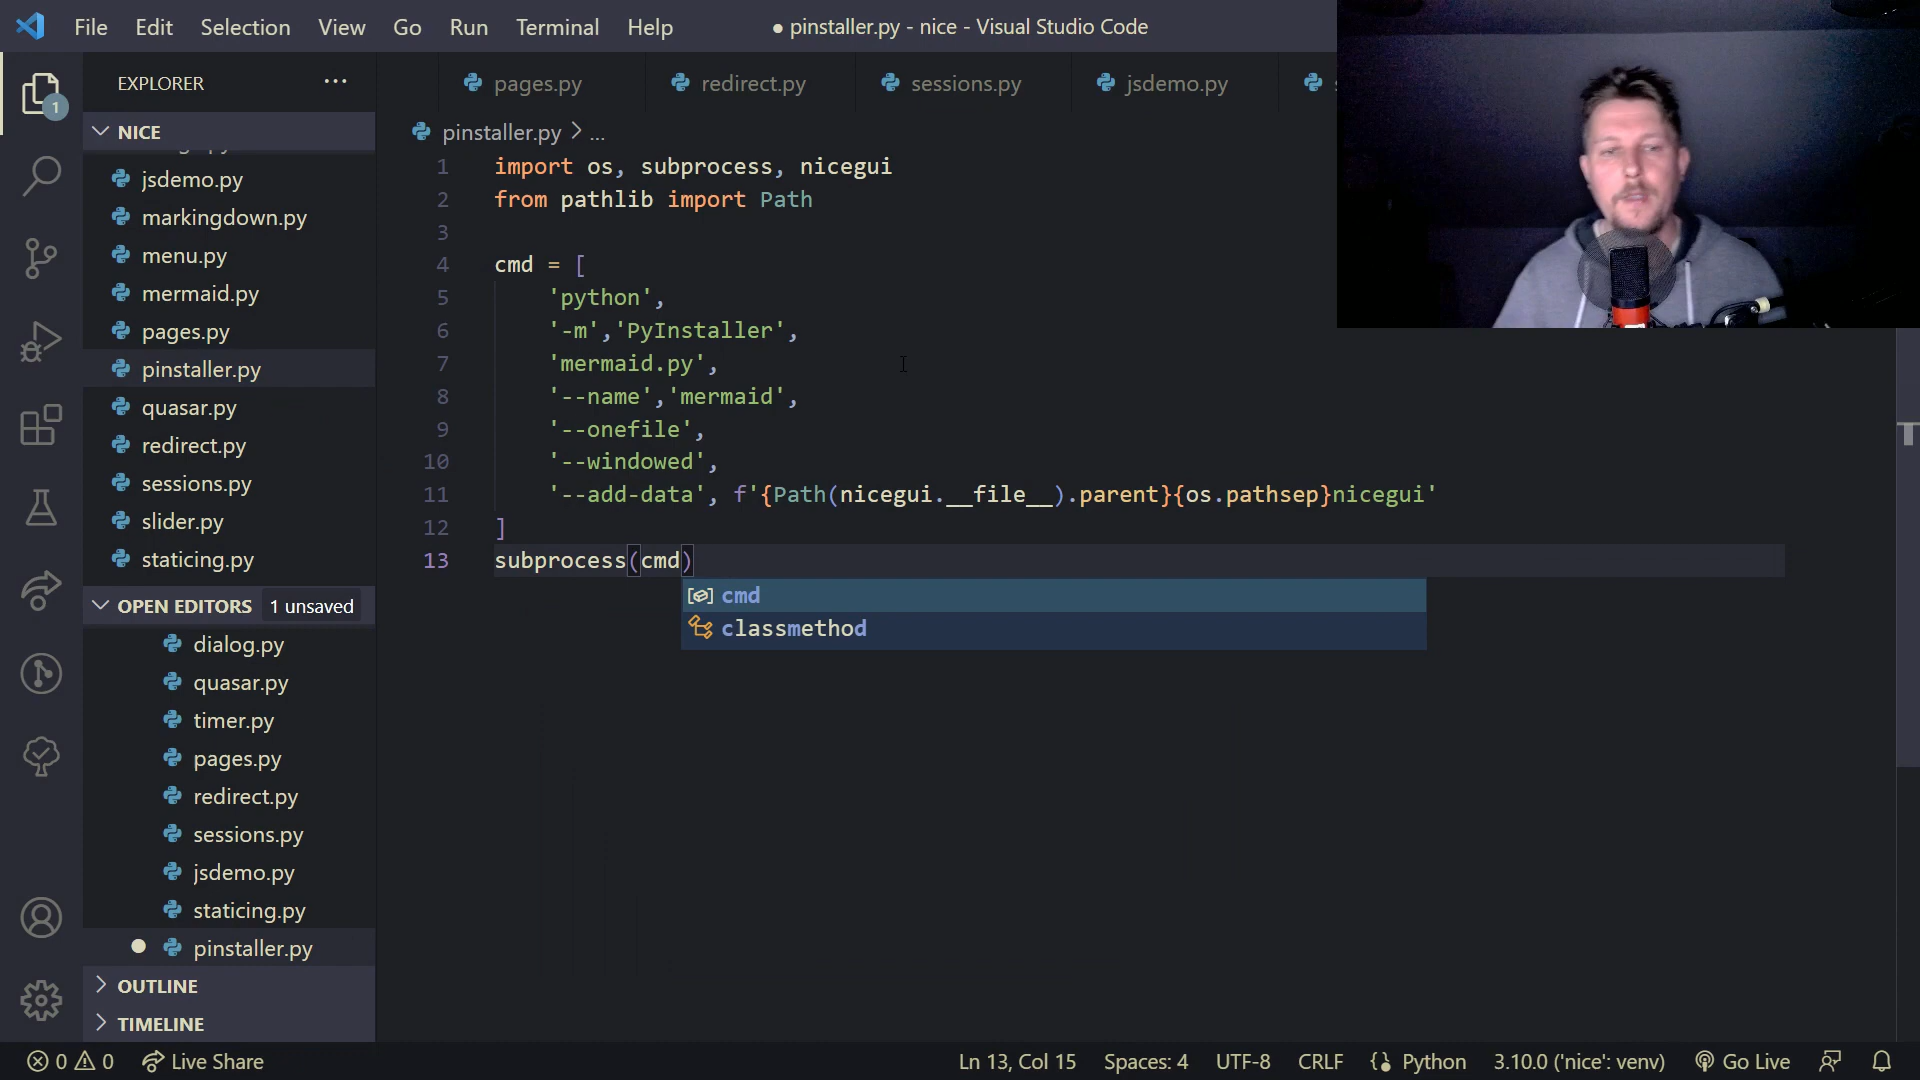 File Edit Selection View Go Run Terminal Help ● pinstaller.py - nice - Visual Studio Code
EXPLORER ···
pages.py redirect.py sessions.py jsdemo.py
1
NICE
pinstaller.py > ...
jsdemo.py
markingdown.py
menu.py
mermaid.py
pages.py
pinstaller.py
quasar.py
redirect.py
sessions.py
slider.py
staticing.py
OPEN EDITORS 1 unsaved
dialog.py
quasar.py
timer.py
pages.py
redirect.py
sessions.py
jsdemo.py
staticing.py
pinstaller.py
OUTLINE
TIMELINE
1 import os, subprocess, nicegui
2 from pathlib import Path
3
4 cmd = [
5 'python',
6 '-m','PyInstaller',
7 'mermaid.py',
8 '--name','mermaid',
9 '--onefile',
10 '--windowed',
11 '--add-data', f'{Path(nicegui.__file__).parent}{os.pathsep}nicegui'
12 ]
13 subprocess(cmd)
cmd
classmethod
0 0 Live Share Ln 13, Col 15 Spaces: 4 UTF-8 CRLF Python 3.10.0 ('nice': venv) Go Live